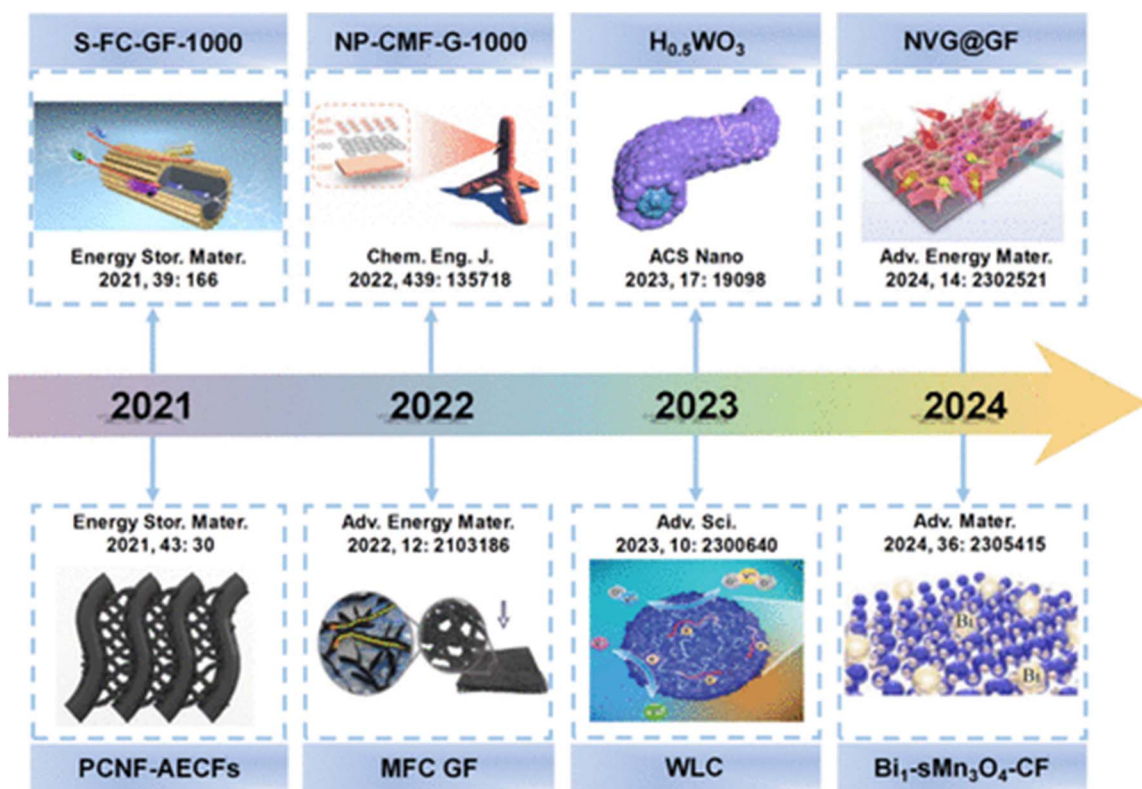 S-FC-GF-1000
NP-CMF-G-1000
H₀.₅WO₃
NVG@GF
Energy Stor. Mater.
2021, 39: 166
Chem. Eng. J.
2022, 439: 135718
ACS Nano
2023, 17: 19098
Adv. Energy Mater.
2024, 14: 2302521
2021
2022
2023
2024
Energy Stor. Mater.
2021, 43: 30
Adv. Energy Mater.
2022, 12: 2103186
Adv. Sci.
2023, 10: 2300640
Adv. Mater.
2024, 36: 2305415
Bi
Bi
PCNF-AECFs
MFC GF
WLC
Bi₁-sMn₃O₄-CF